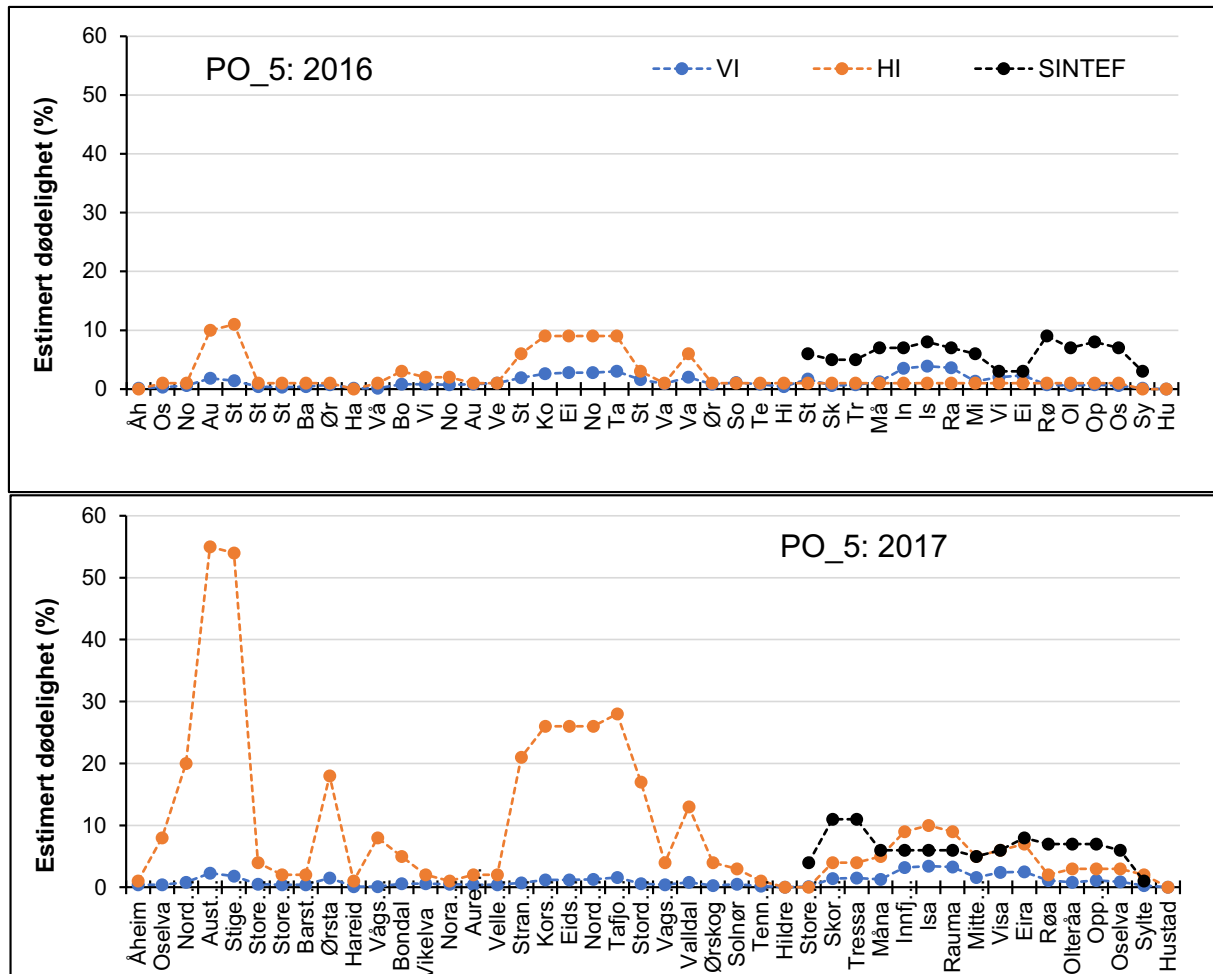 PO_5: 2016
VI HI SINTEF
Estimert dødelighet (%)
60
50
40
30
20
10
0
Åh Os No Au St St St Ba Ør Ha Vå Bo Vi No Au Ve St Ko Ei No Ta St Va Va Ør So Te Hi St Sk Tr Må In Is Ra Mi Vi Ei Rø Ol Opp Os Sy Hu
PO_5: 2017
Estimert dødelighet (%)
60
50
40
30
20
10
0
Åheim
Oselva
Nord..
Aust..
Stige..
Store..
Store..
Barst..
Ørsta
Hareid
Vågs..
Bondal
Vikelva
Nora..
Aure
Velle..
Stran..
Kors..
Eids..
Nord..
Tafjo..
Stord..
Vags..
Valldal
Ørskog
Solnør
Tenn..
Hildre
Store..
Skor..
Tressa
Måna
Innfj..
Isa
Rauma
Mitte..
Visa
Eira
Røa
Olteråa
Opp..
Oselva
Sylte
Hustad